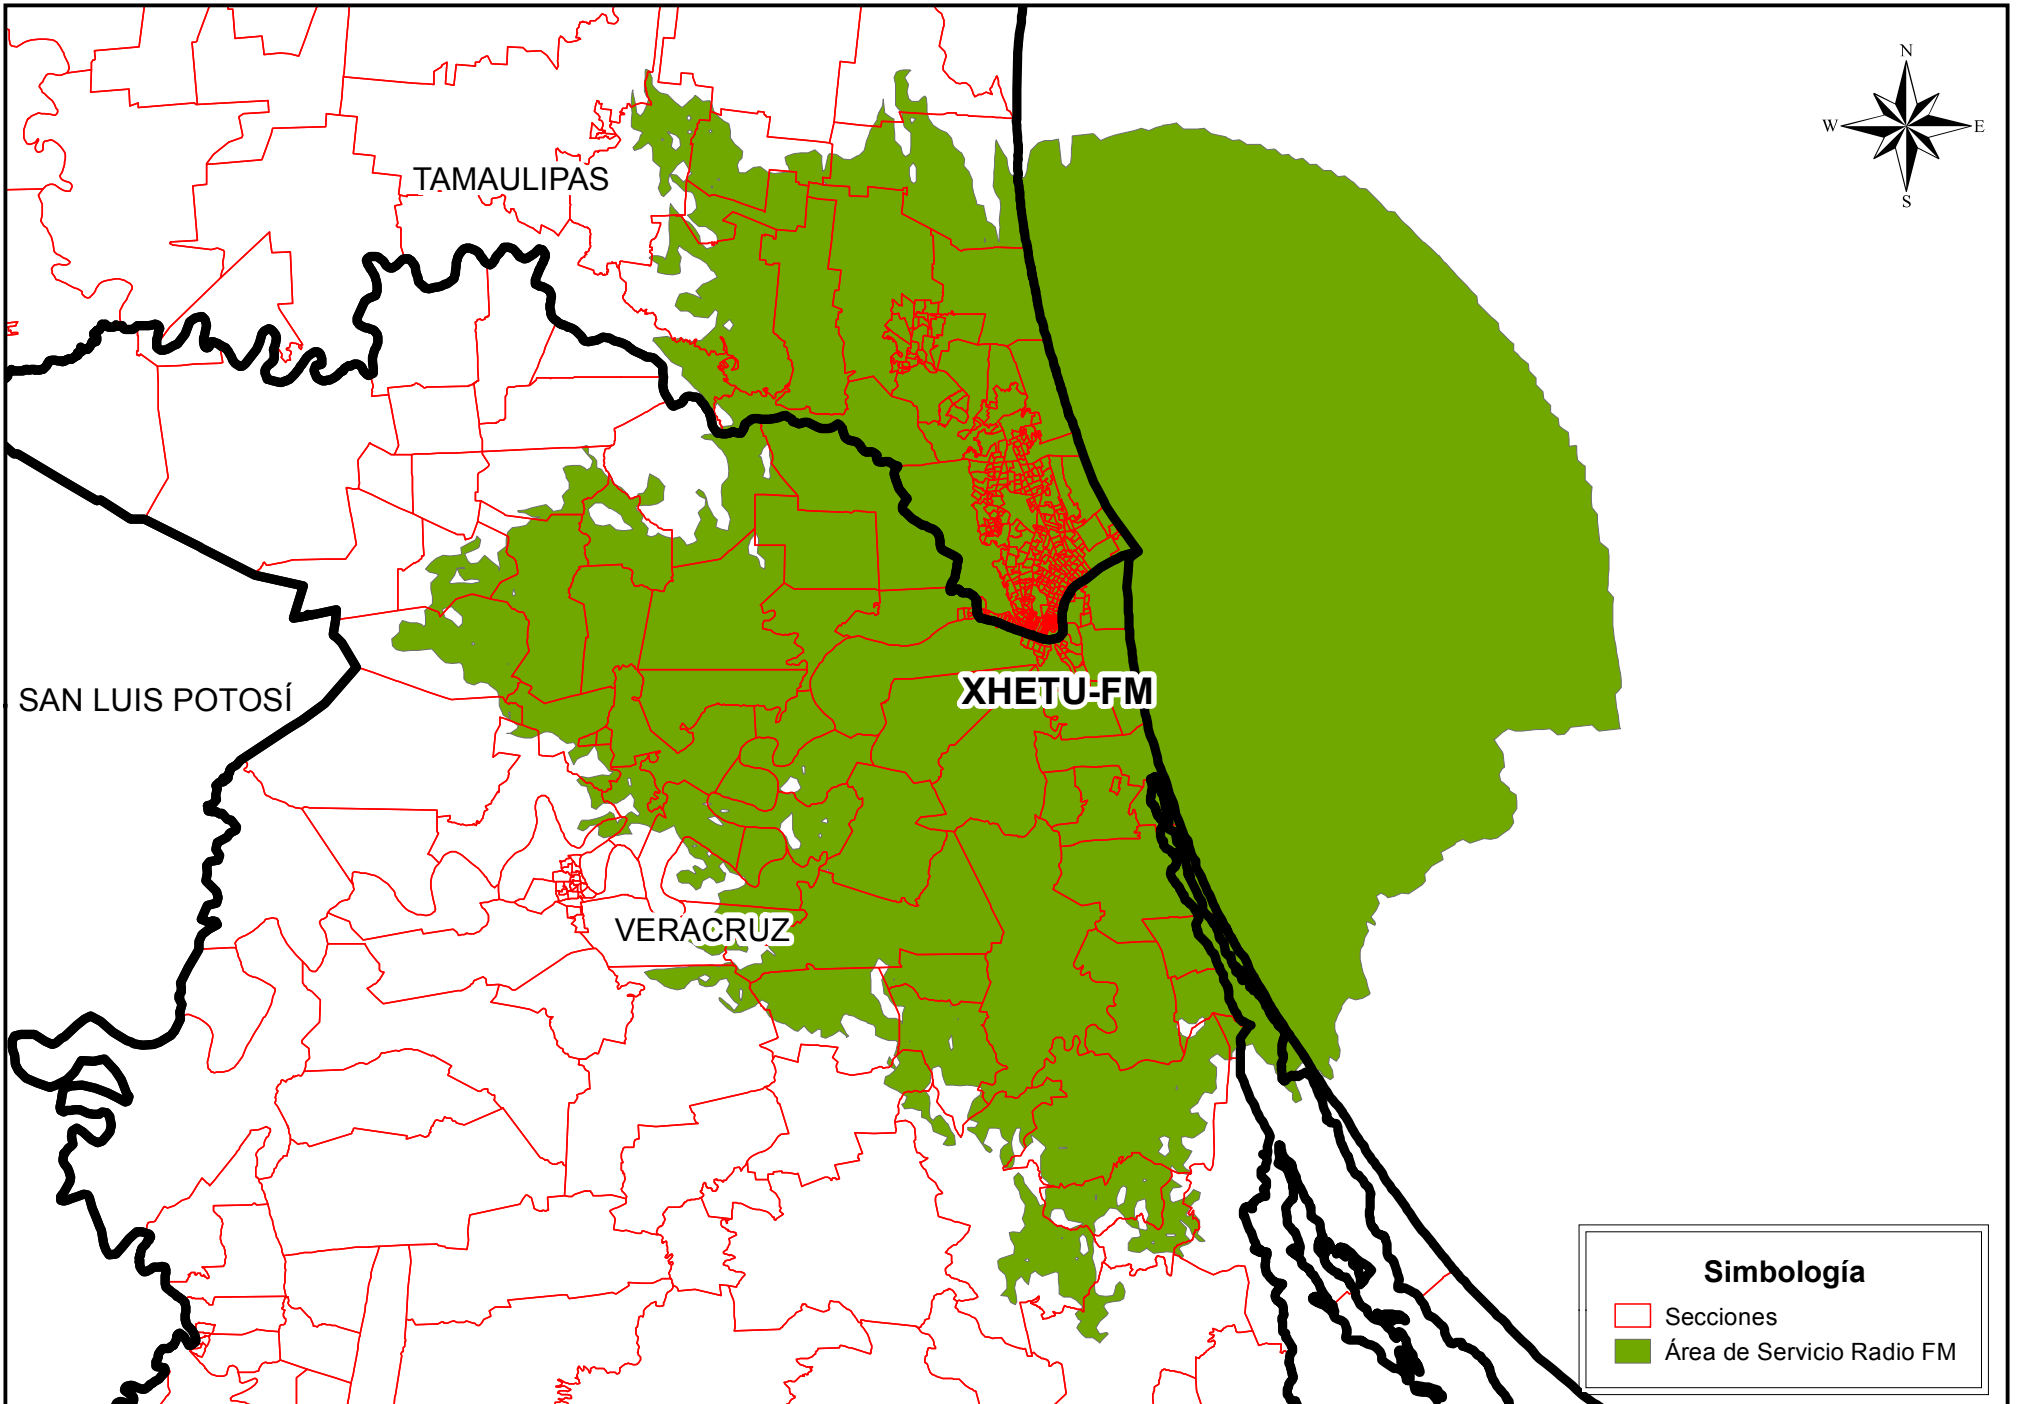 N
W
E
S
TAMAULIPAS
SAN LUIS POTOSÍ
XHETU-FM
VERACRUZ
Simbología
Secciones
Área de Servicio Radio FM